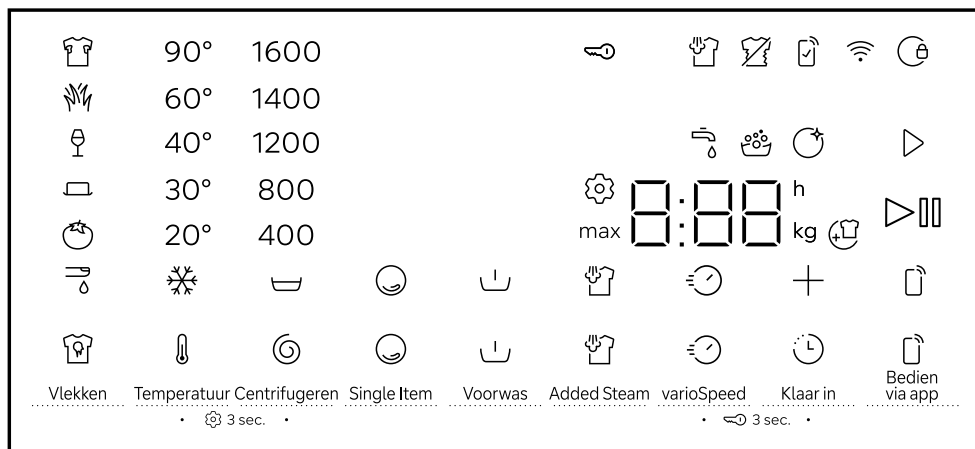 90° 1600
60° 1400
40° 1200
30° 800
20° 400
8:88 h
max kg
Vlekken Temperatuur Centrifugeren Single Item Voorwas Added Steam varioSpeed Klaar in Bedien via app
• 3 sec. • • 3 sec. •